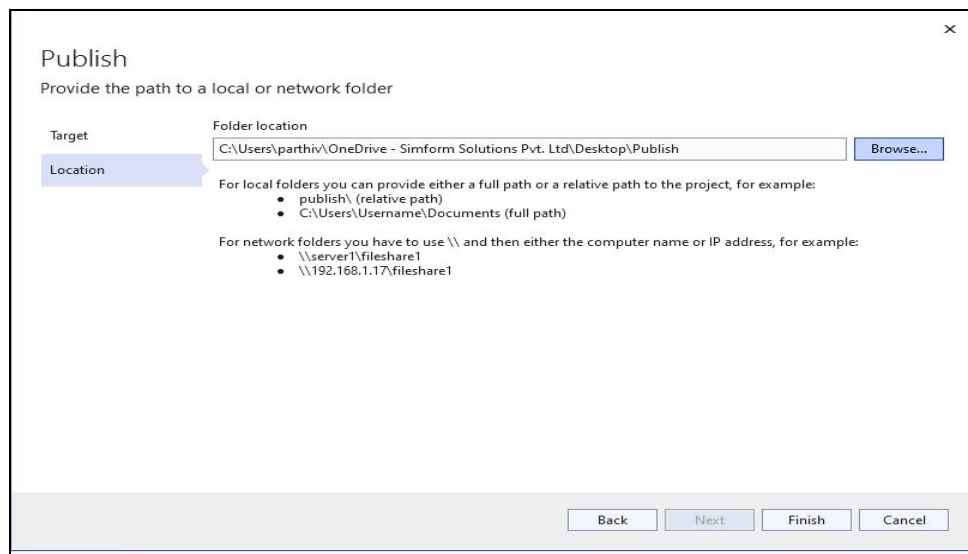 ×
Publish
Provide the path to a local or network folder
Target
Location
Folder location
C:\Users\parthiv\OneDrive - Simform Solutions Pvt. Ltd\Desktop\Publish
Browse...
For local folders you can provide either a full path or a relative path to the project, for example:
● publish\ (relative path)
● C:\Users\Username\Documents (full path)
For network folders you have to use \\ and then either the computer name or IP address, for example:
● \\server1\fileshare1
● \\192.168.1.17\fileshare1
Back
Next
Finish
Cancel